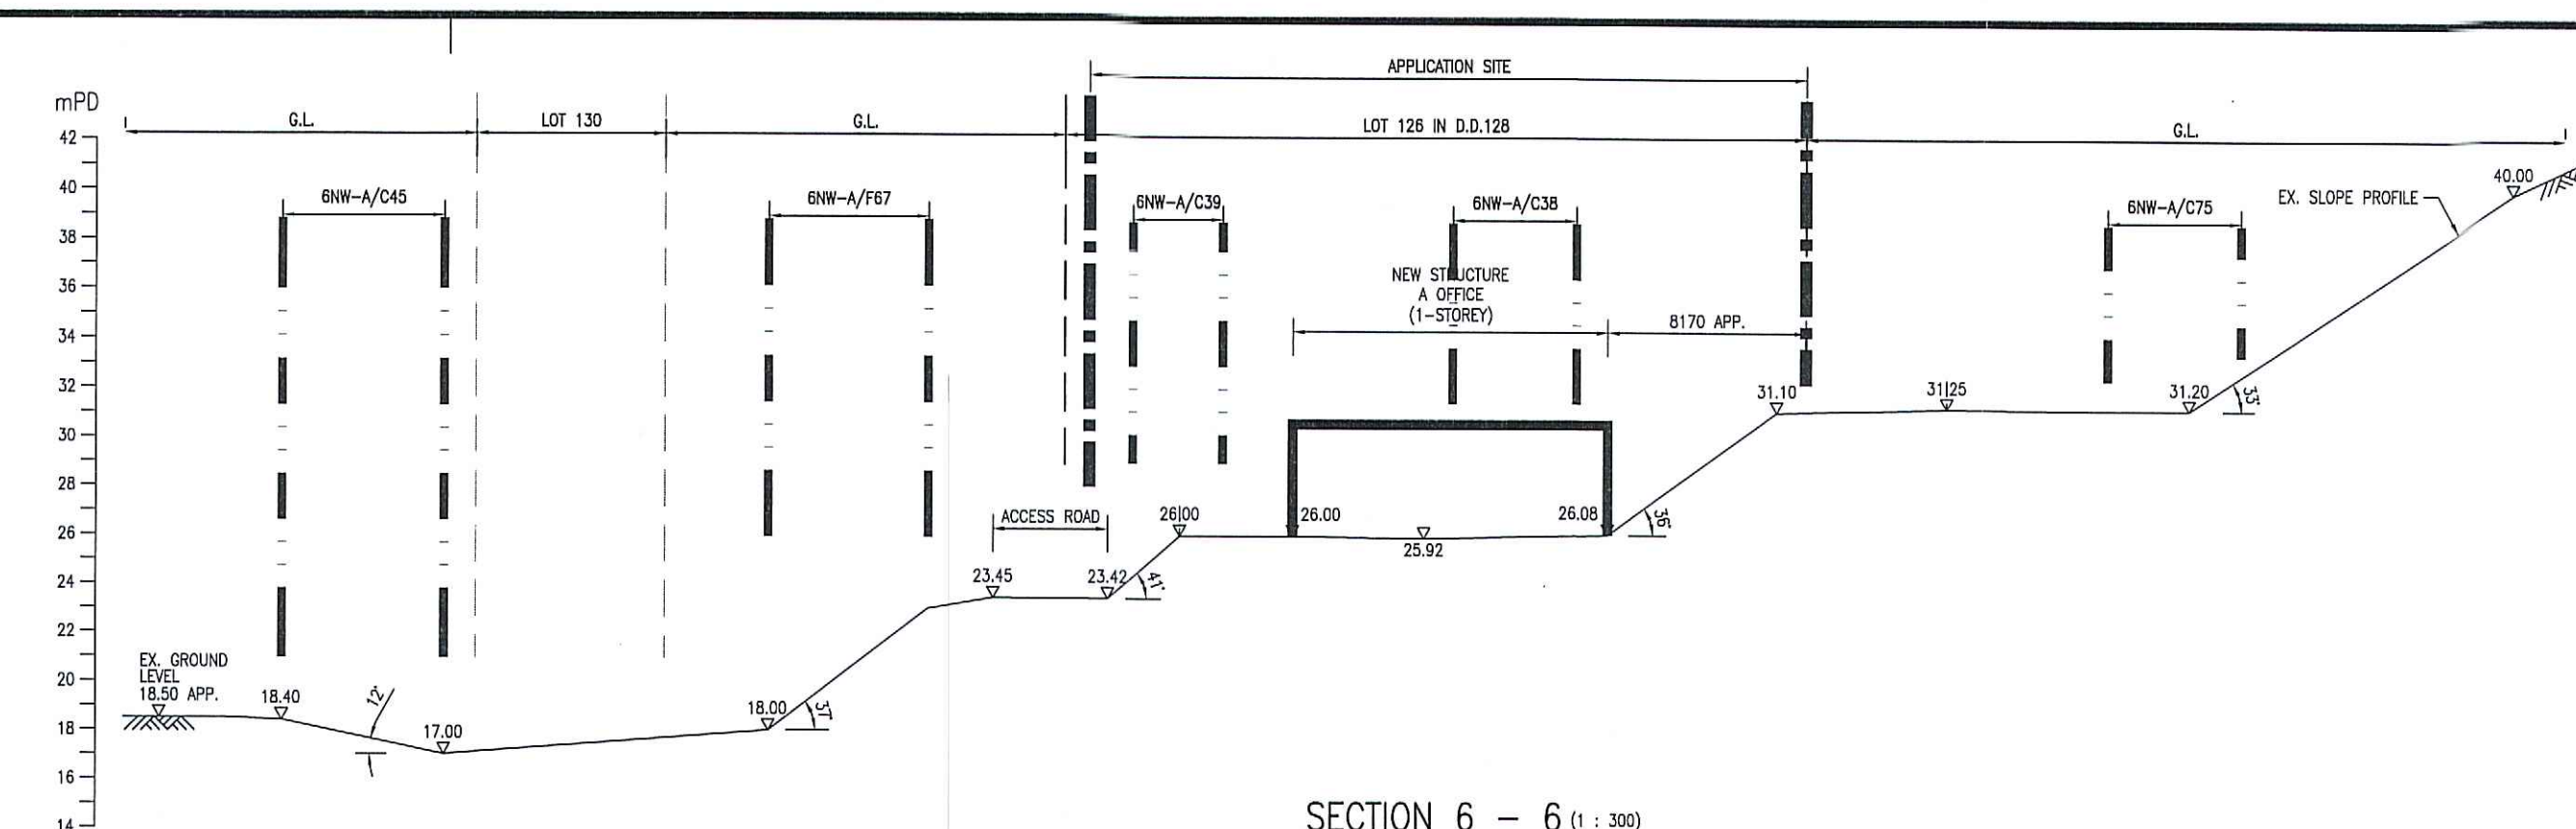 APPLICATION SITE
mPD
G.L.
LOT 130
G.L.
LOT 126 IN D.D.128
G.L.
42
40
38
36
34
32
30
28
26
24
22
20
18
16
14
6NW-A/C45
6NW-A/F67
6NW-A/C39
6NW-A/C38
6NW-A/C75
EX. SLOPE PROFILE
40.00
NEW STRUCTURE
A OFFICE
(1-STOREY)
8170 APP.
31.10
31.25
31.20
33°
ACCESS ROAD
26.00
26.00
26.08
25.92
36°
23.45
23.42
41°
EX. GROUND
LEVEL
18.50 APP.
18.40
12°
17.00
18.00
37°
SECTION 6 – 6 (1 : 300)